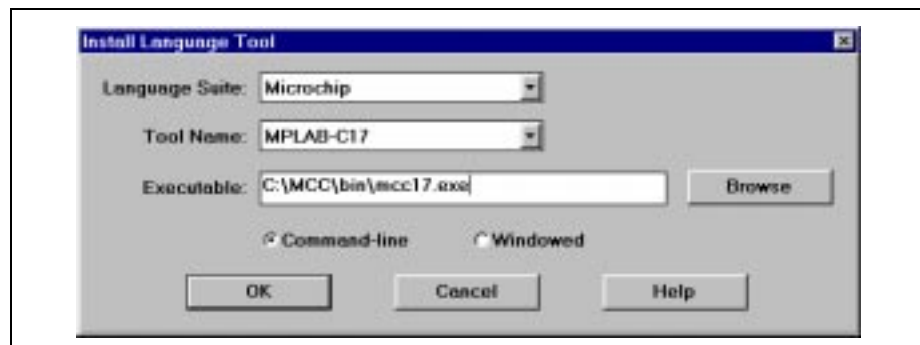 Install Language Tool
Language Suite: Microchip
Tool Name: MPLAB-C17
Executable: C:\MCC\bin\mcc17.exe Browse
Command-line Windowed
OK Cancel Help